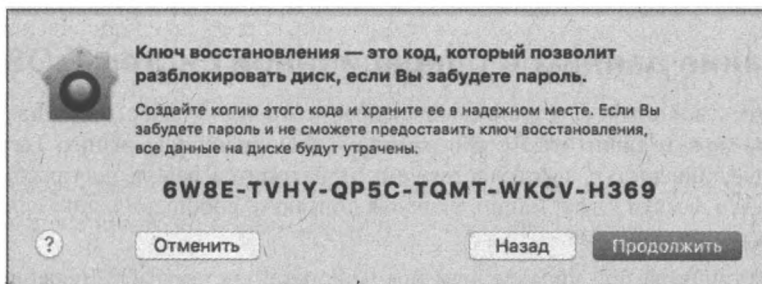 Ключ восстановления — это код, который позволит
разблокировать диск, если Вы забудете пароль.
Создайте копию этого кода и храните ее в надежном месте. Если Вы
забудете пароль и не сможете предоставить ключ восстановления,
все данные на диске будут утрачены.
6W8E-TVHY-QP5C-TQMT-WKCV-H369
? Отменить Назад Продолжить